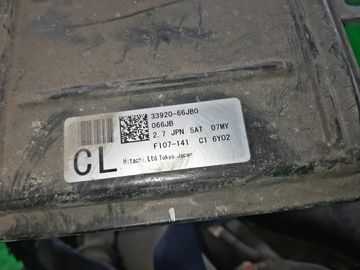 33920-66JB0
066JB
2.7 JPN 5AT 07MY
F107-141 C1 6Y02
CL
Hitachi,Ltd.Tokyo Japan